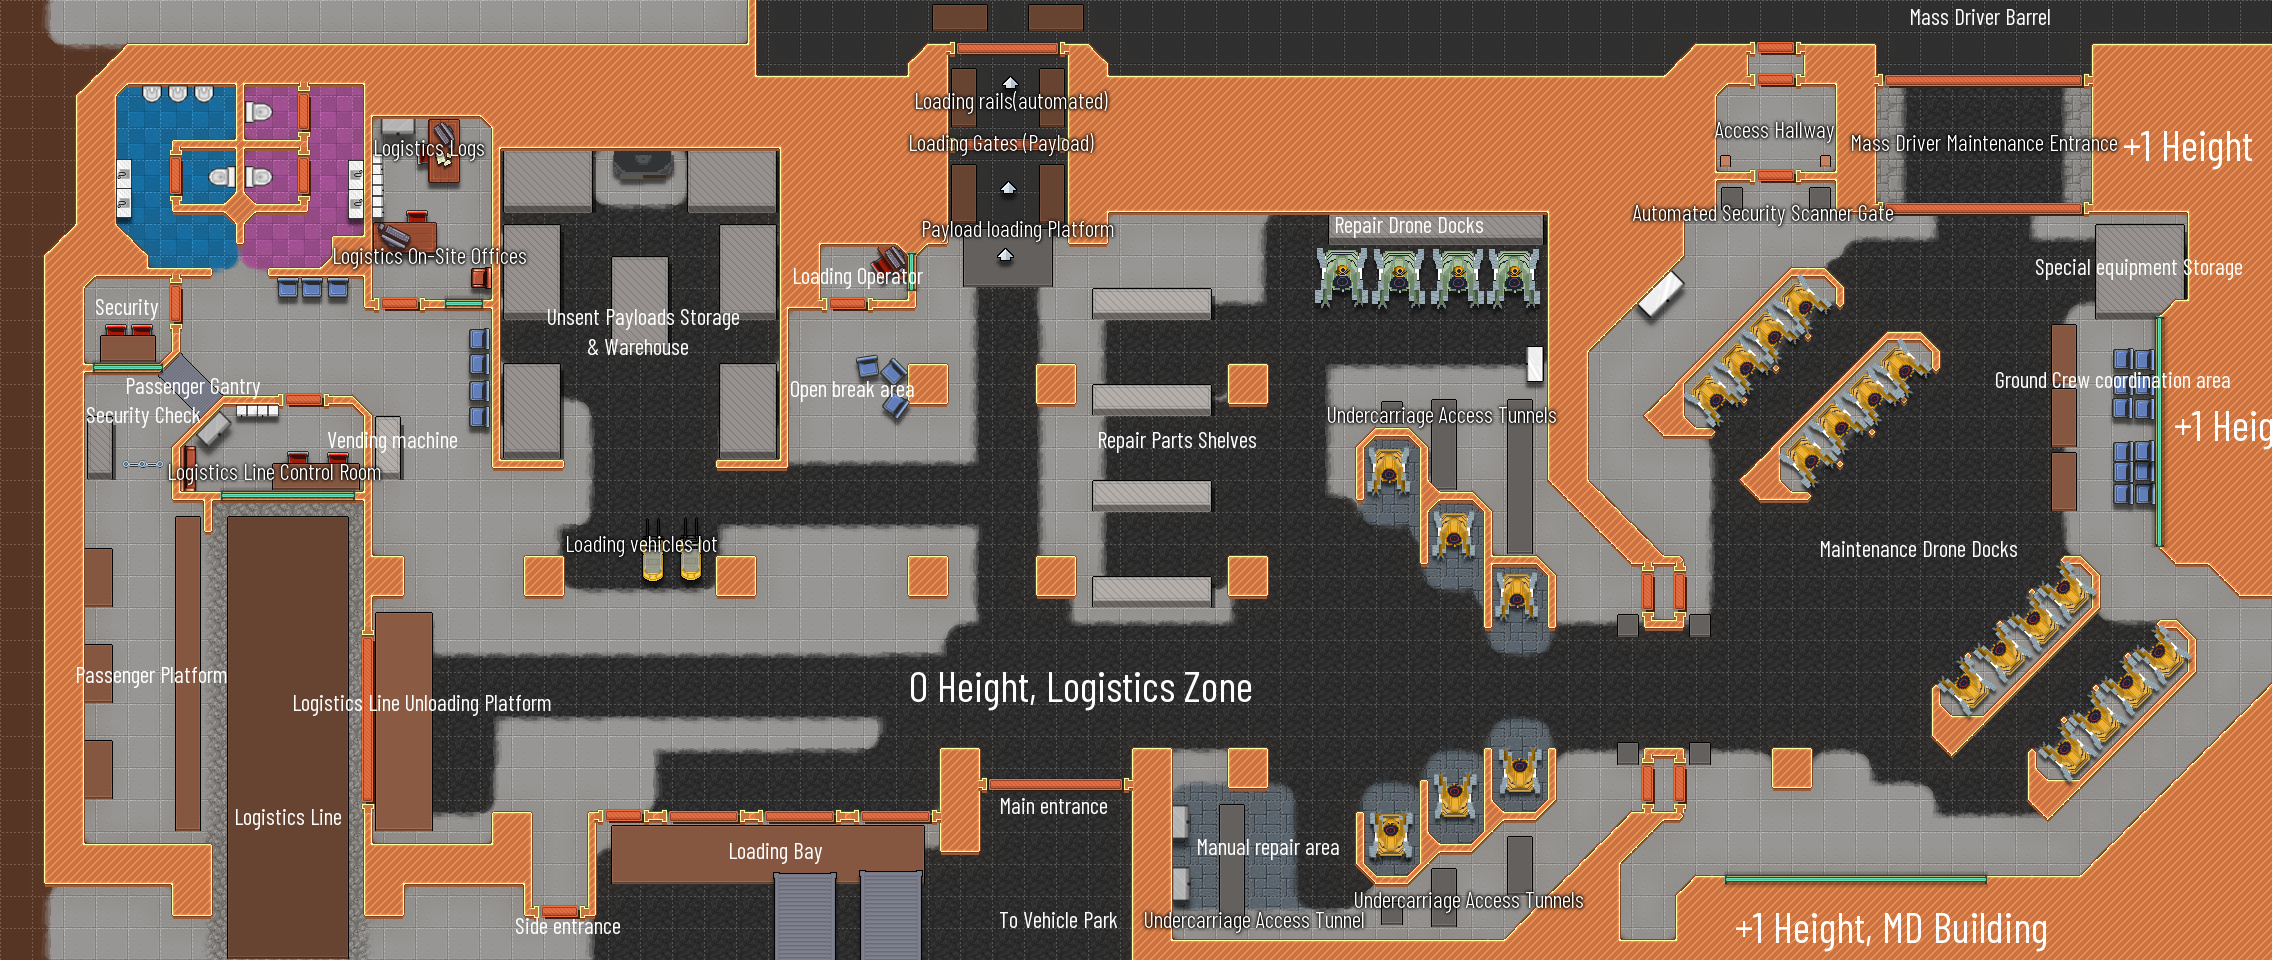 Mass Driver Barrel
Loading rails(automated)
Loading Gates (Payload)
Access Hallway
Mass Driver Maintenance Entrance
+1 Height
Logistics Logs
Automated Security Scanner Gate
Payload loading Platform
Repair Drone Docks
Logistics On-Site Offices
Loading Operator
Special equipment Storage
Security
Unsent Payloads Storage
& Warehouse
Passenger Gantry
Open break area
Ground Crew coordination area
Security Check
Undercarriage Access Tunnels
+1 Heig
Vending machine
Repair Parts Shelves
Logistics Line Control Room
Loading vehicles lot
Maintenance Drone Docks
Passenger Platform
0 Height, Logistics Zone
Logistics Line Unloading Platform
Main entrance
Logistics Line
Loading Bay
Manual repair area
Undercarriage Access Tunnels
Side entrance
To Vehicle Park
Undercarriage Access Tunnel
+1 Height, MD Building